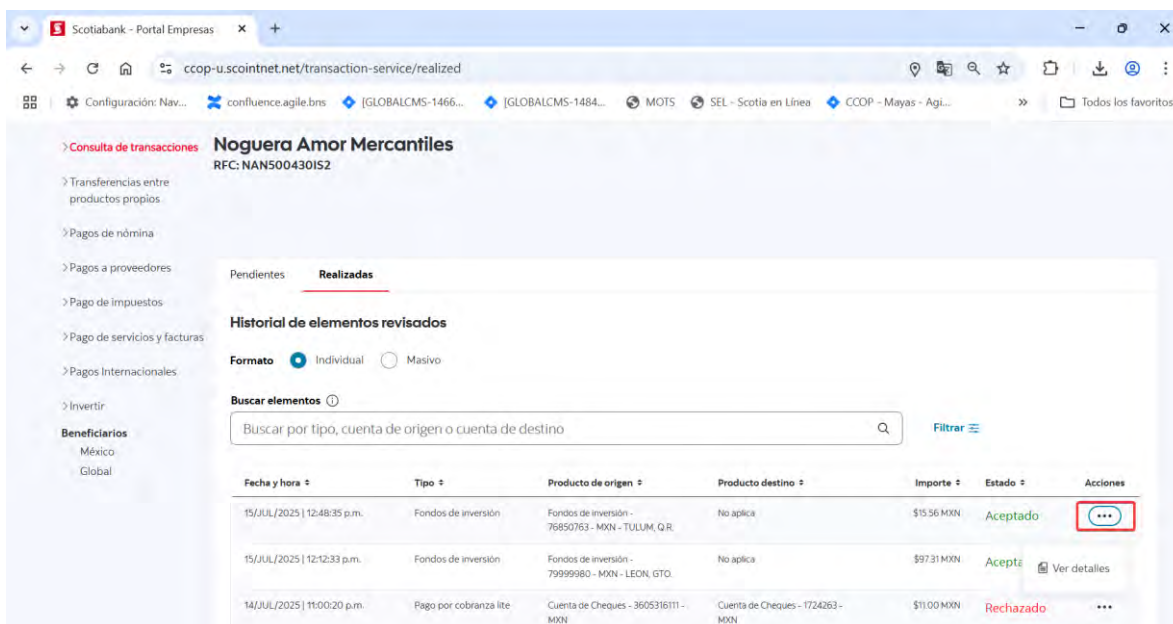 Scotiabank - Portal Empresas
ccop-u.scointnet.net/transaction-service/realized
Configuración: Nav... confluence.agile.bns [GLOBALCMS-1466... [GLOBALCMS-1484... MOTS SEL - Scotia en Línea CCOP - Mayas - Agi... » Todos los favoritos
Consulta de transacciones
Noguera Amor Mercantiles
RFC: NAN500430IS2
Transferencias entre
productos propios
Pagos de nómina
Pagos a proveedores
Pago de impuestos
Pago de servicios y facturas
Pagos Internacionales
Invertir
Beneficiarios
México
Global
Pendientes Realizadas
Historial de elementos revisados
Formato Individual Masivo
Buscar elementos
Buscar por tipo, cuenta de origen o cuenta de destino
Filtrar
Fecha y hora Tipo Producto de origen Producto destino Importe Estado Acciones
15/JUL/2025 | 12:48:35 p.m. Fondos de inversión Fondos de inversión - No aplica $15.56 MXN Aceptado ...
76850763 - MXN - TULUM, Q.R.
15/JUL/2025 | 12:12:33 p.m. Fondos de inversión Fondos de inversión - No aplica $97.31 MXN Acepta
79999980 - MXN - LEON, GTO.
Ver detalles
14/JUL/2025 | 11:00:20 p.m. Pago por cobranza lite Cuenta de Cheques - 3605316111 - Cuenta de Cheques - 1724263 - $11.00 MXN Rechazado ...
MXN MXN